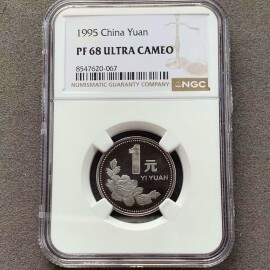 1995 China Yuan
PF 68 ULTRA CAMEO
8547620-067
NUMISMATIC GUARANTY COMPANY
NGC
1元
YI YUAN